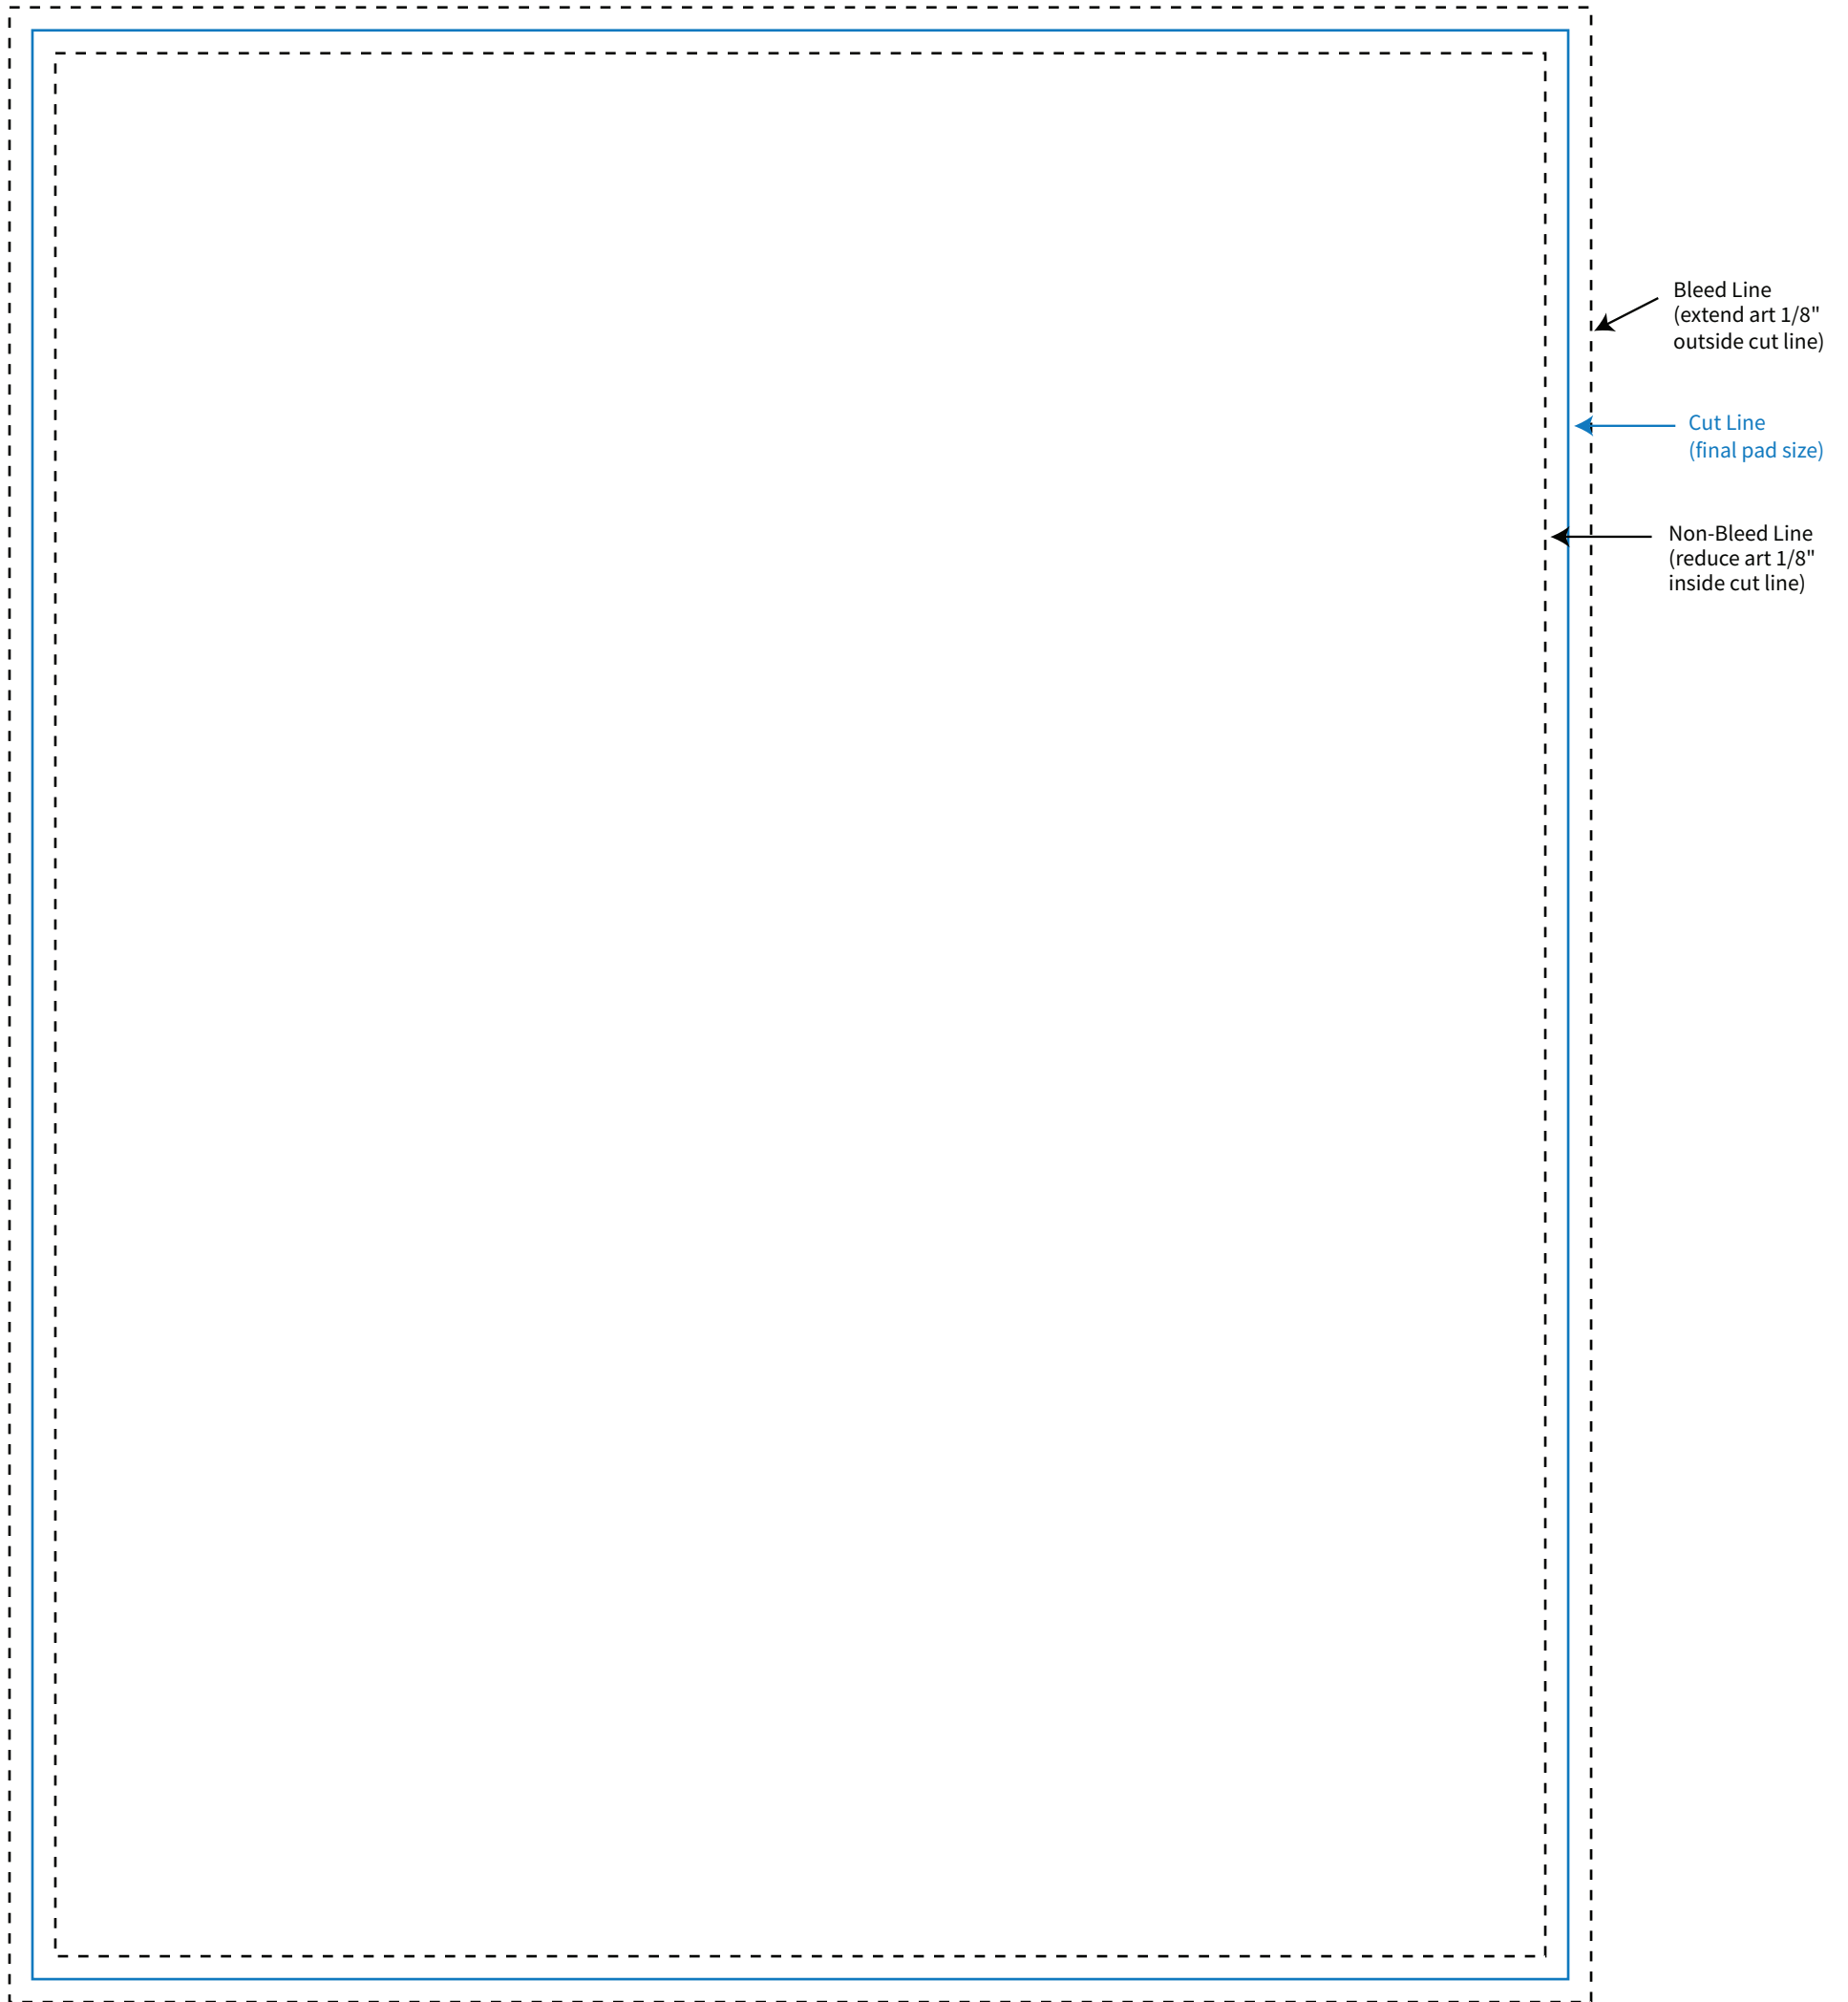 Bleed Line
(extend art 1/8"
outside cut line)
Cut Line
(final pad size)
Non-Bleed Line
(reduce art 1/8"
inside cut line)